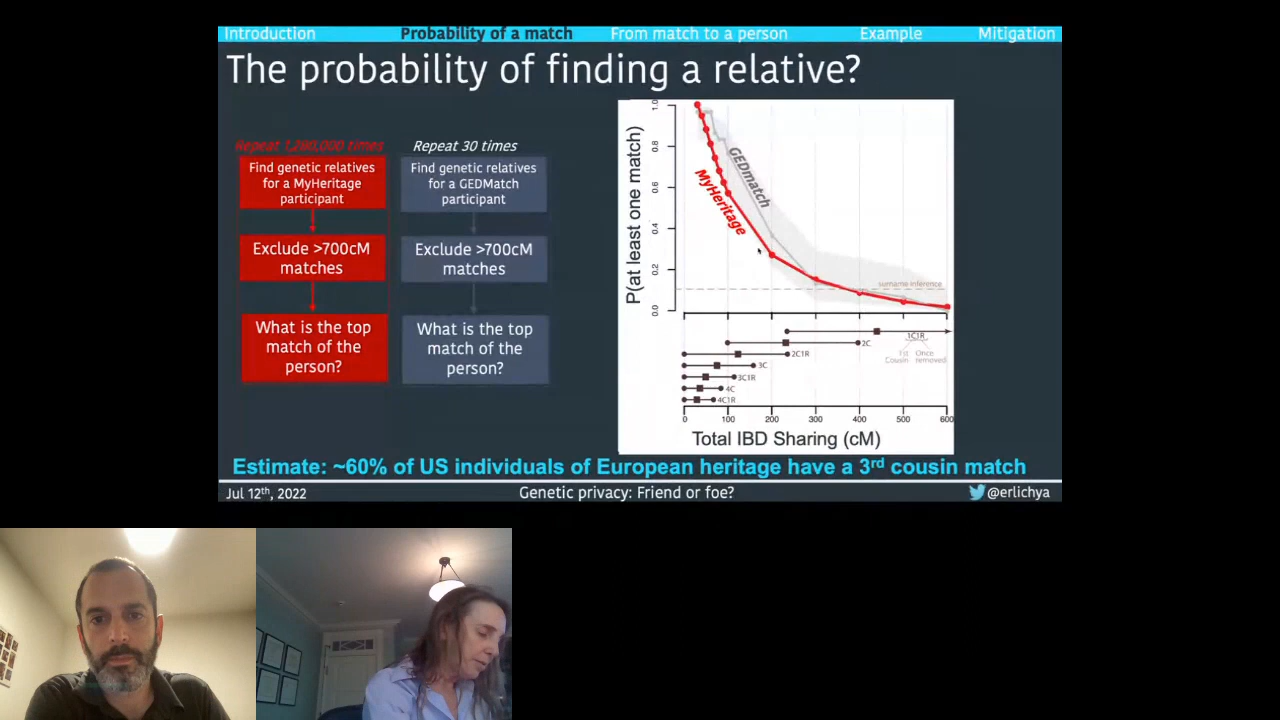 Introduction
Probability of a match
From match to a person
Example
Mitigation
The probability of finding a relative?
Repeat 1,280,000 times
Find genetic relatives
for a MyHeritage
participant
Exclude >700cM
matches
What is the top
match of the
person?
Repeat 30 times
Find genetic relatives
for a GEDMatch
participant
Exclude >700cM
matches
What is the top
match of the
person?
P(at least one match)
1.0
0.8
0.6
0.4
0.2
0.0
GEDmatch
MyHeritage
surname inference
1C1R
1st
Cousin
Once
removed
2C
2C1R
3C
3C1R
4C
4C1R
0 100 200 300 400 500 600
Total IBD Sharing (cM)
Estimate: ~60% of US individuals of European heritage have a 3rd cousin match
Jul 12th, 2022
Genetic privacy: Friend or foe?
@erlichya